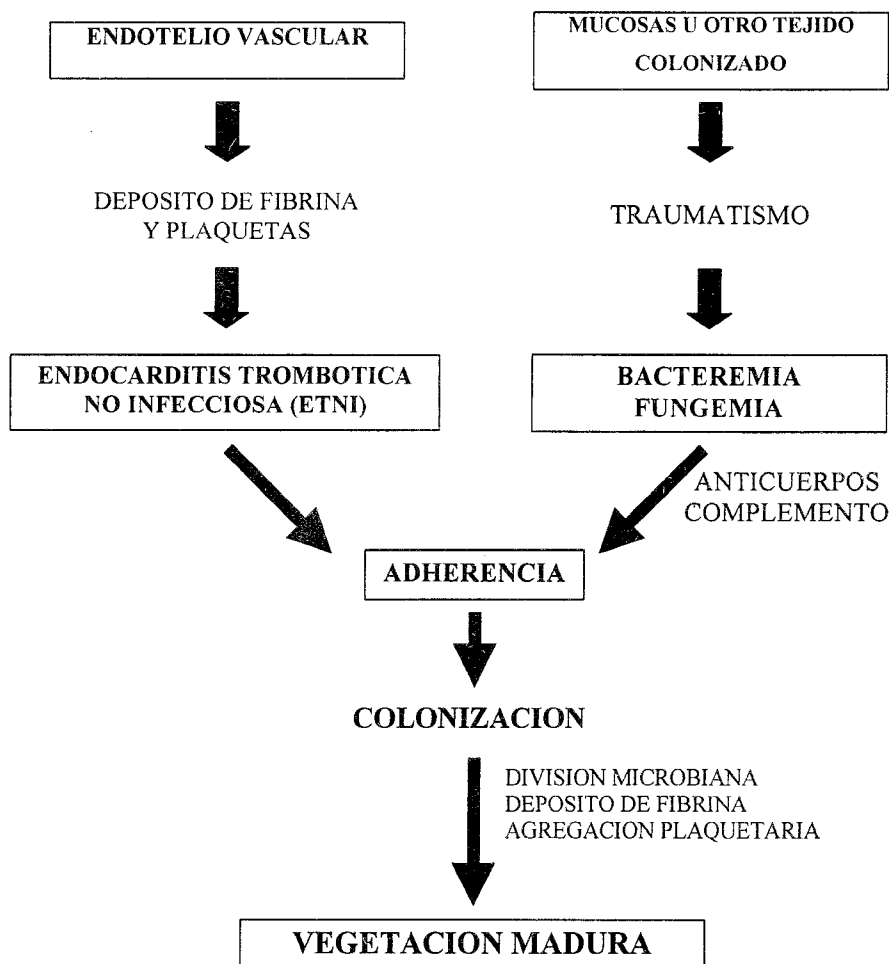 ENDOTELIO VASCULAR
MUCOSAS U OTRO TEJIDO
COLONIZADO
DEPOSITO DE FIBRINA
Y PLAQUETAS
TRAUMATISMO
ENDOCARDITIS TROMBOTICA
NO INFECCIOSA (ETNI)
BACTEREMIA
FUNGEMIA
ANTICUERPOS
COMPLEMENTO
ADHERENCIA
COLONIZACION
DIVISION MICROBIANA
DEPOSITO DE FIBRINA
AGREGACION PLAQUETARIA
VEGETACION MADURA